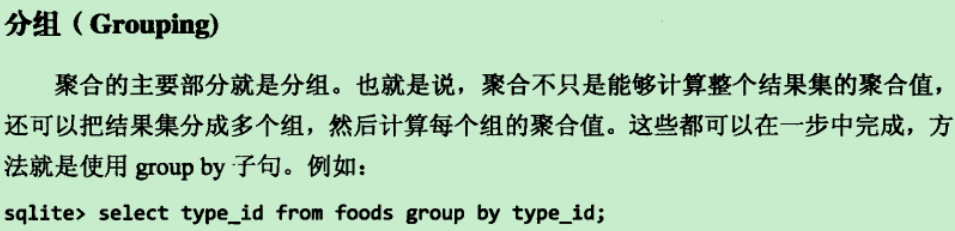 分组（Grouping)
聚合的主要部分就是分组。也就是说，聚合不只是能够计算整个结果集的聚合值，
还可以把结果集分成多个组，然后计算每个组的聚合值。这些都可以在一步中完成，方
法就是使用 group by 子句。例如：
sqlite> select type_id from foods group by type_id;